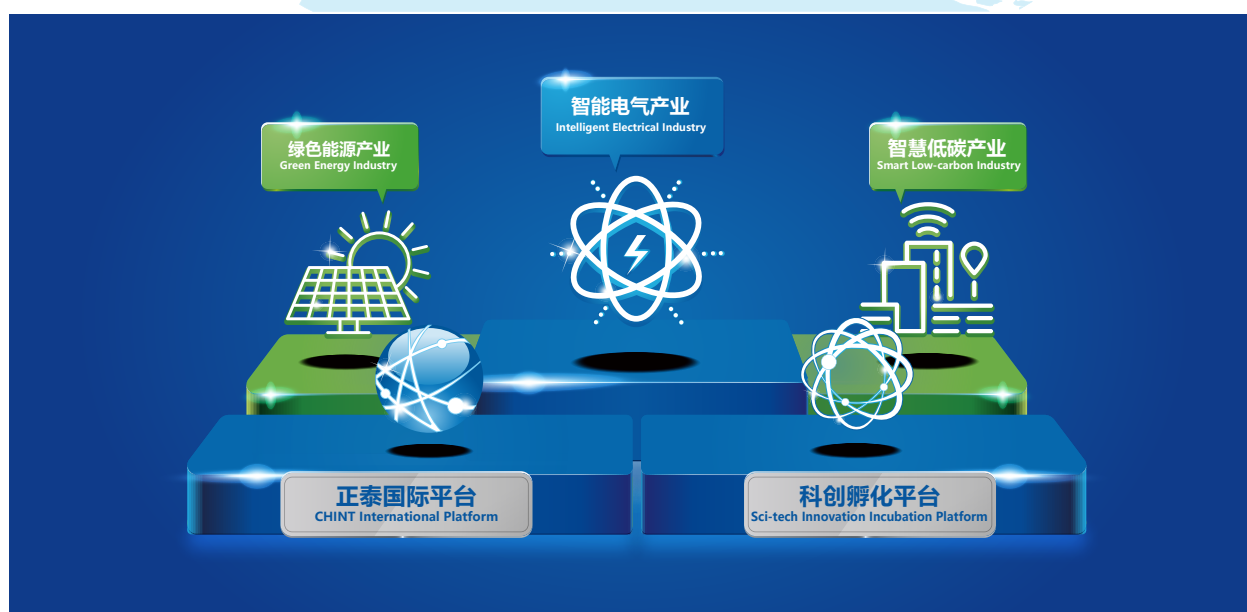 智能电气产业
Intelligent Electrical Industry
绿色能源产业
Green Energy Industry
智慧低碳产业
Smart Low-carbon Industry
正泰国际平台
CHINT International Platform
科创孵化平台
Sci-tech Innovation Incubation Platform